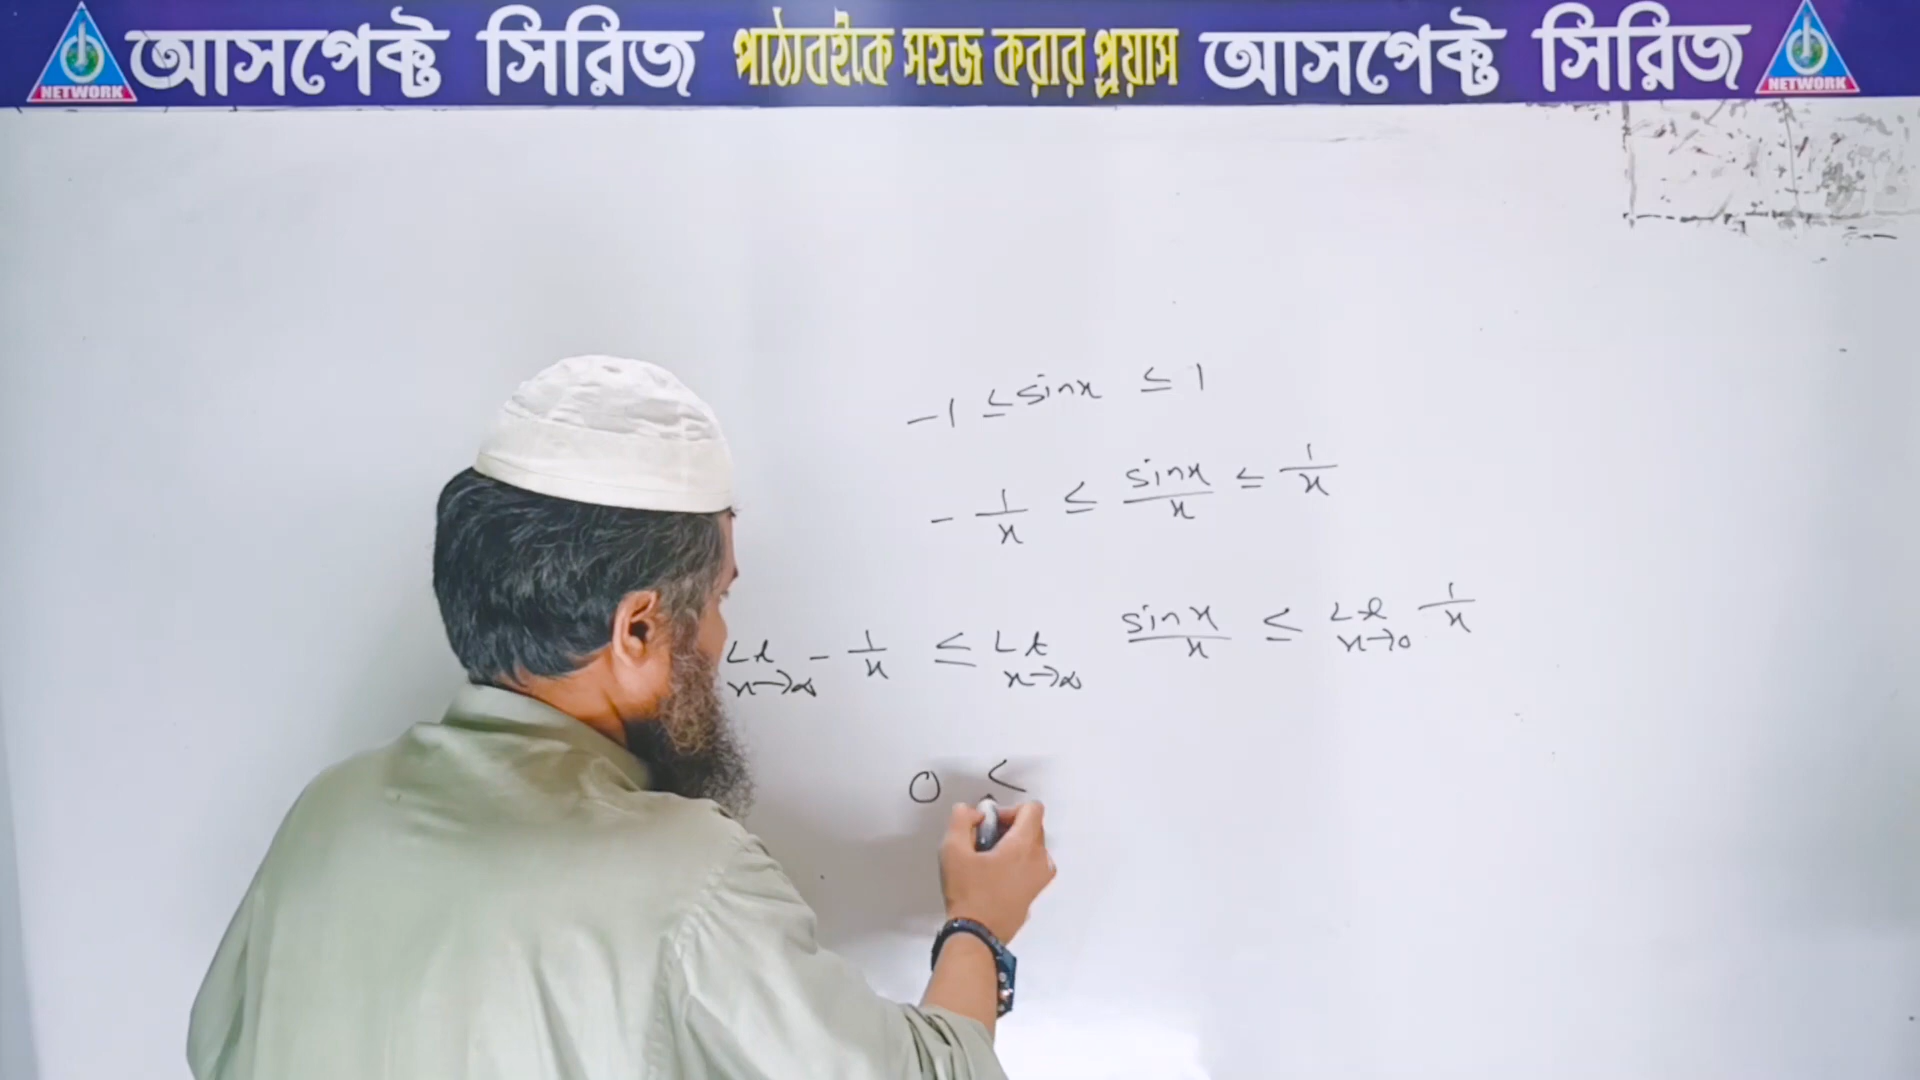 আসপেক্ট সিরিজ পাঠ্যবইকে সহজ করার প্রয়াস আসপেক্ট সিরিজ
NETWORK NETWORK
-1 ≤ sinx ≤ 1
- 1/x ≤ sinx/x ≤ 1/x
Lt x→∞ - 1/x ≤ Lt x→∞ sinx/x ≤ Lt x→0 1/x
0 <